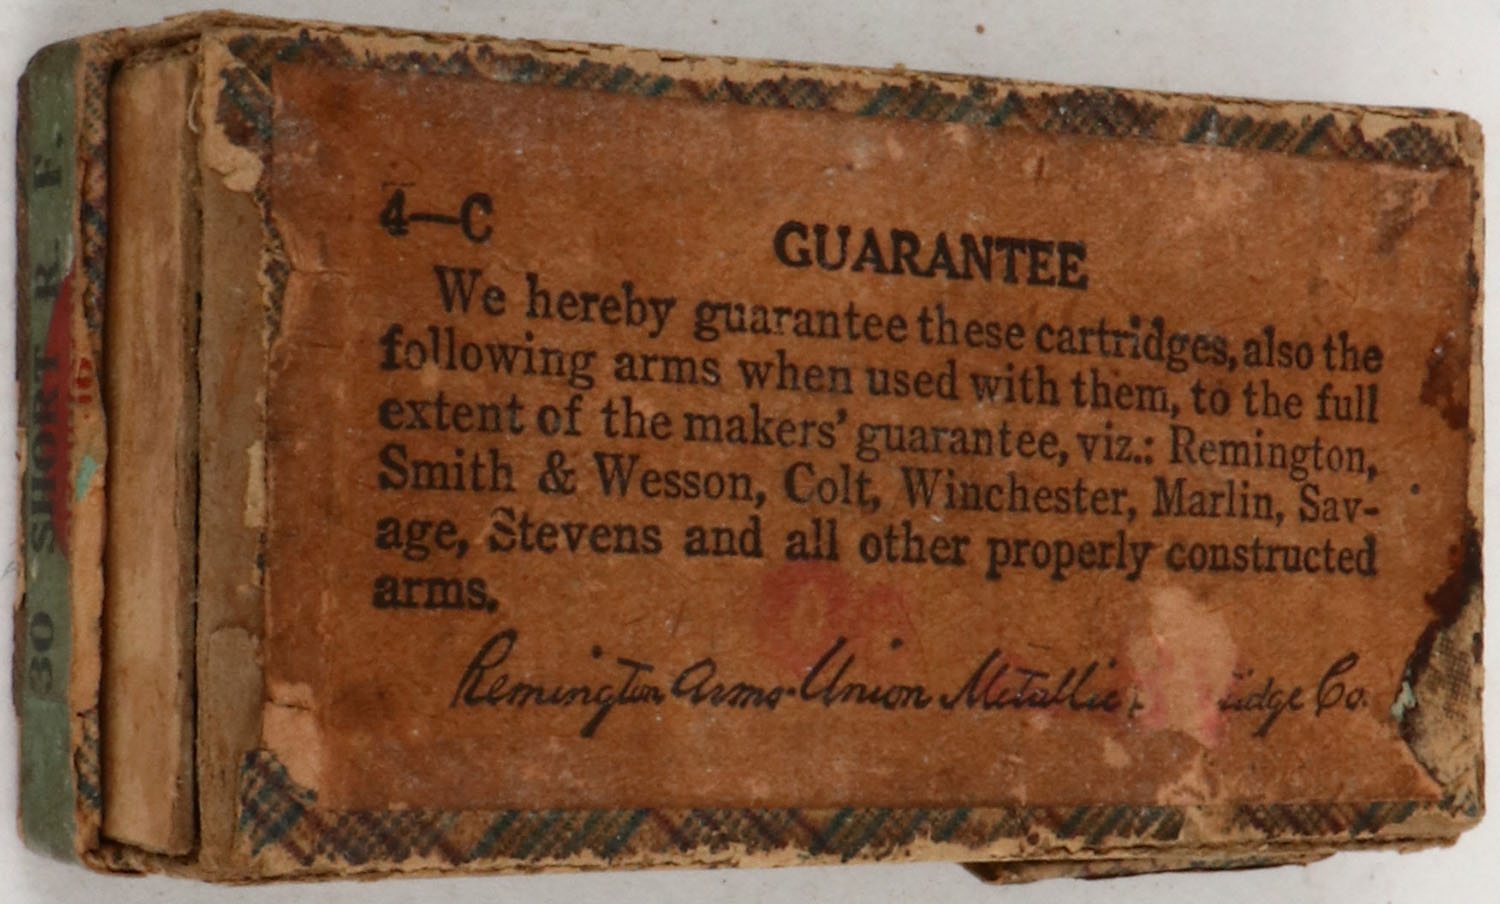 4—C
GUARANTEE
We hereby guarantee these cartridges, also the
following arms when used with them, to the full
extent of the makers' guarantee, viz.: Remington,
Smith & Wesson, Colt, Winchester, Marlin, Sav-
age, Stevens and all other properly constructed
arms.
Remington Arms-Union Metallic Co.
30 SHORT R. F.